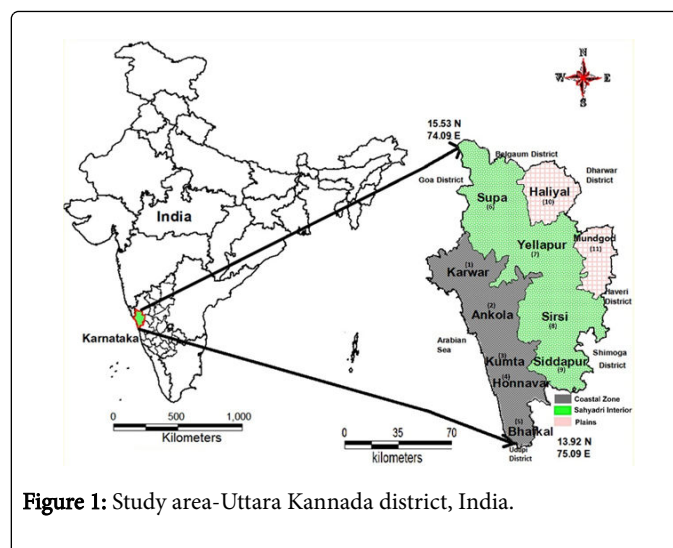 N
W E
S
15.53 N
74.09 E
Belgaum District
Goa District
Dharwar
District
Supa
(6)
Haliyal
(10)
India
Yellapur
(7)
Mundgod
(11)
Karwar
(1)
Haveri
District
Ankola
(2)
Sirsi
(8)
Karnataka
Arabian
Sea
Kumta
(3)
Siddapur
(9)
Shimoga
District
(4)
Honnavar
Coastal Zone
Sahyadri Interior
Plains
(5)
Bhatkal
Udupi
District
13.92 N
75.09 E
0 500 1,000
Kilometers
0 35 70
kilometers
Figure 1: Study area-Uttara Kannada district, India.